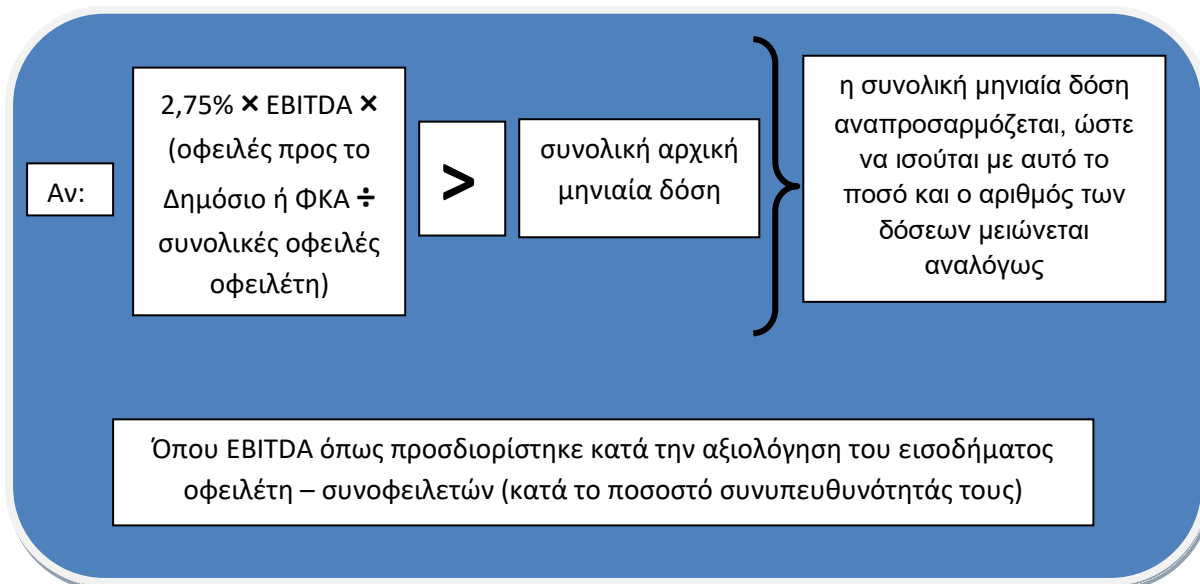 Αν:
2,75% × EBITDA ×
(οφειλές προς το
Δημόσιο ή ΦΚΑ ÷
συνολικές οφειλές
οφειλέτη)
>
συνολική αρχική
μηνιαία δόση
η συνολική μηνιαία δόση
αναπροσαρμόζεται, ώστε
να ισούται με αυτό το
ποσό και ο αριθμός των
δόσεων μειώνεται
αναλόγως
Όπου EBITDA όπως προσδιορίστηκε κατά την αξιολόγηση του εισοδήματος
οφειλέτη – συνοφειλετών (κατά το ποσοστό συνυπευθυνότητάς τους)